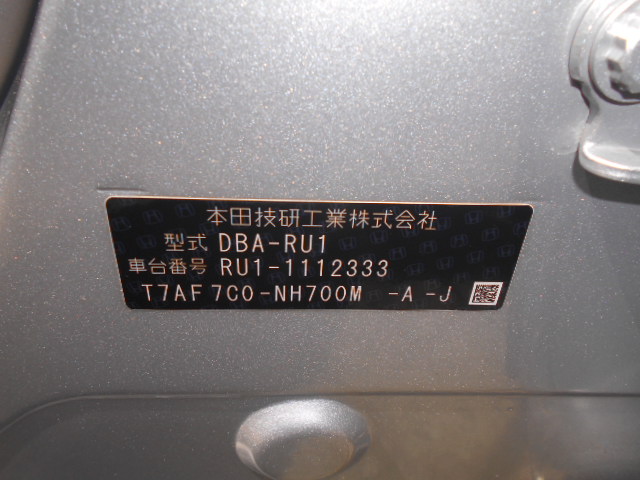 本田技研工業株式会社
型式 DBA-RU1
車台番号 RU1-1112333
T7AF7C0-NH700M -A -J